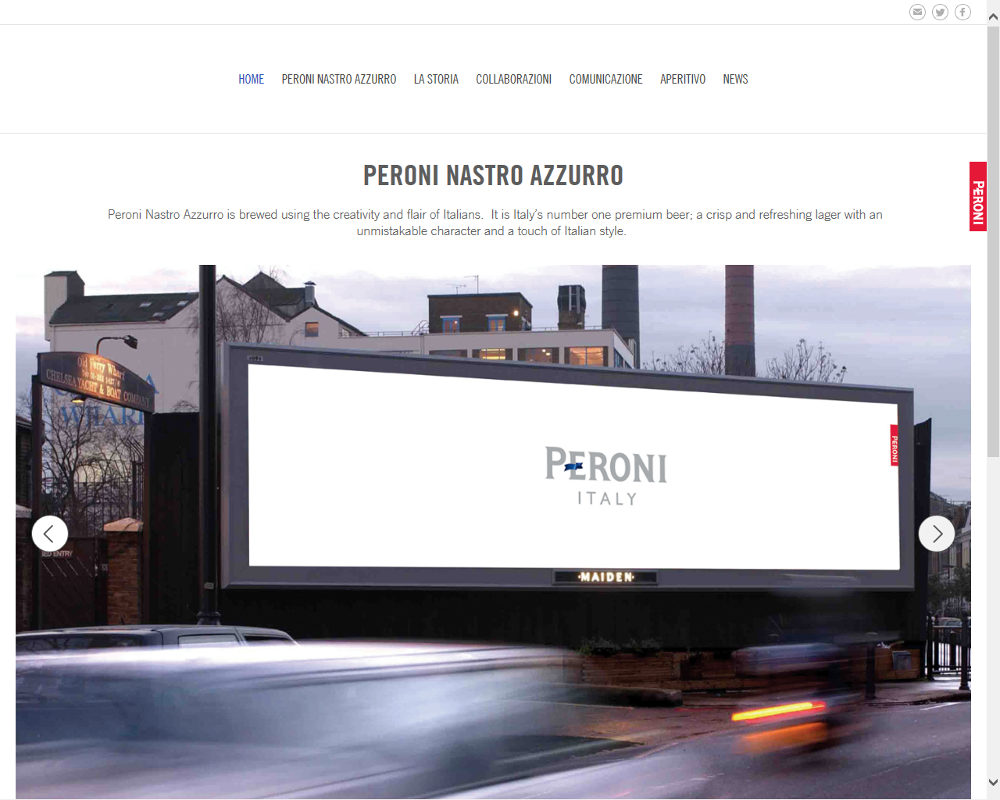 HOME PERONI NASTRO AZZURRO LA STORIA COLLABORAZIONI COMUNICAZIONE APERITIVO NEWS
PERONI NASTRO AZZURRO
PERONI
Peroni Nastro Azzurro is brewed using the creativity and flair of Italians.  It is Italy's number one premium beer; a crisp and refreshing lager with an
unmistakable character and a touch of Italian style.
Old Ferry Wharf
CHELSEA YACHT & BOAT COMPANY
WHARF
PERONI
ITALY
PERONI
RED ENTRY
MAIDEN